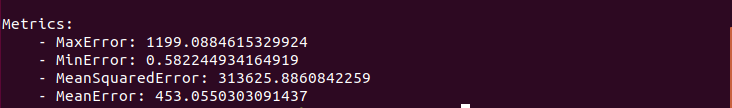 Metrics:
- MaxError: 1199.0884615329924
- MinError: 0.582244934164919
- MeanSquaredError: 313625.8860842259
- MeanError: 453.0550303091437